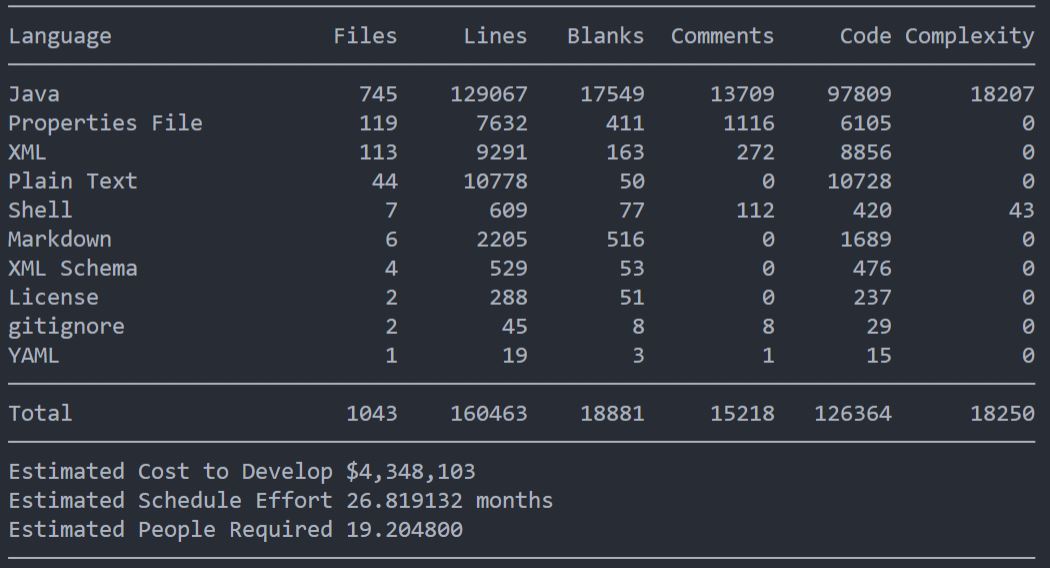 Language Files Lines Blanks Comments Code Complexity
Java 745 129067 17549 13709 97809 18207
Properties File 119 7632 411 1116 6105 0
XML 113 9291 163 272 8856 0
Plain Text 44 10778 50 0 10728 0
Shell 7 609 77 112 420 43
Markdown 6 2205 516 0 1689 0
XML Schema 4 529 53 0 476 0
License 2 288 51 0 237 0
gitignore 2 45 8 8 29 0
YAML 1 19 3 1 15 0
Total 1043 160463 18881 15218 126364 18250
Estimated Cost to Develop $4,348,103
Estimated Schedule Effort 26.819132 months
Estimated People Required 19.204800